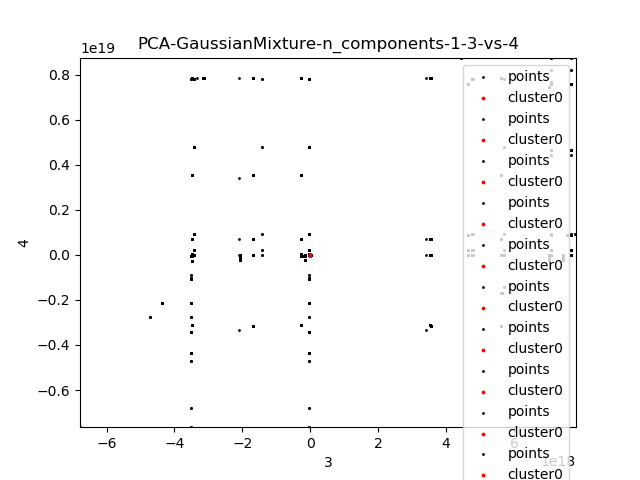 PCA-GaussianMixture-n_components-1-3-vs-4
1e19
0.8
0.6
0.4
0.2
0.0
−0.2
−0.4
−0.6
4
−6
−4
−2
0
2
4
6
3
1e18
points
cluster0
points
cluster0
points
cluster0
points
cluster0
points
cluster0
points
cluster0
points
cluster0
points
cluster0
points
cluster0
points
cluster0